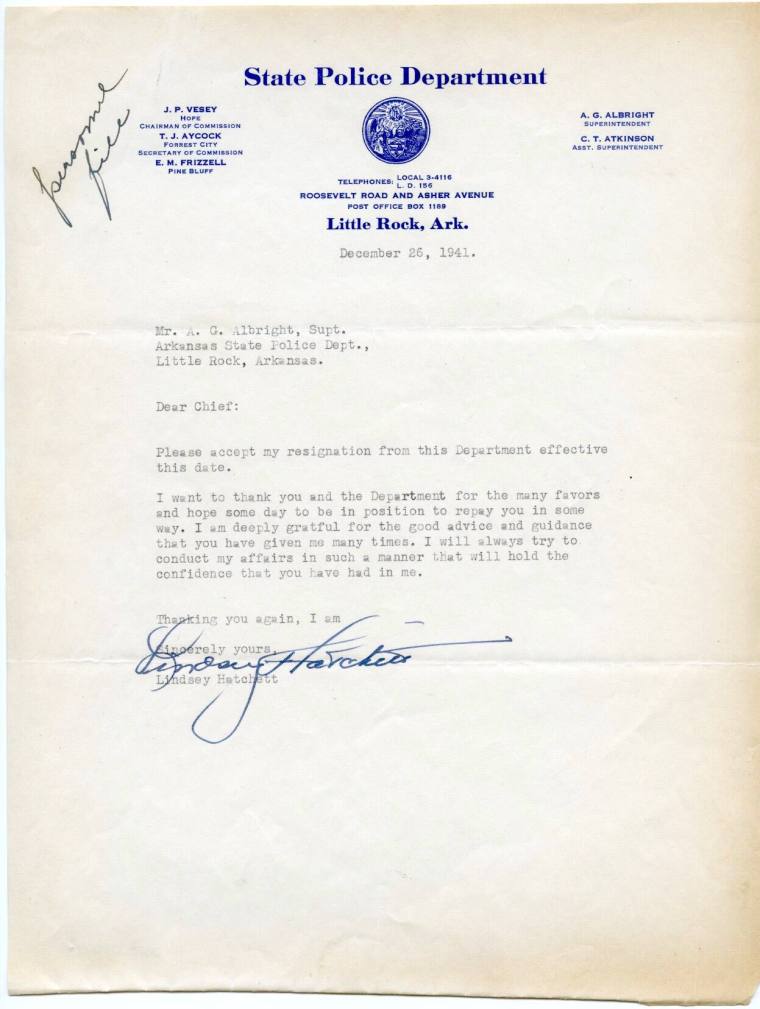 personnel
file
State Police Department
J. P. VESEY
HOPE
CHAIRMAN OF COMMISSION
T. J. AYCOCK
FORREST CITY
SECRETARY OF COMMISSION
E. M. FRIZZELL
PINE BLUFF
A. G. ALBRIGHT
SUPERINTENDENT
C. T. ATKINSON
ASST. SUPERINTENDENT
TELEPHONES: LOCAL 3-4116
L. D. 156
ROOSEVELT ROAD AND ASHER AVENUE
POST OFFICE BOX 1189
Little Rock, Ark.
December 26, 1941.
Mr. A. G. Albright, Supt.
Arkansas State Police Dept.,
Little Rock, Arkansas.
Dear Chief:
Please accept my resignation from this Department effective
this date.
I want to thank you and the Department for the many favors
and hope some day to be in position to repay you in some
way. I am deeply gratful for the good advice and guidance
that you have given me many times. I will always try to
conduct my affairs in such a manner that will hold the
confidence that you have had in me.
Thanking you again, I am
Sincerely yours,
Lindsey Hatchett
Lindsey Hatchett